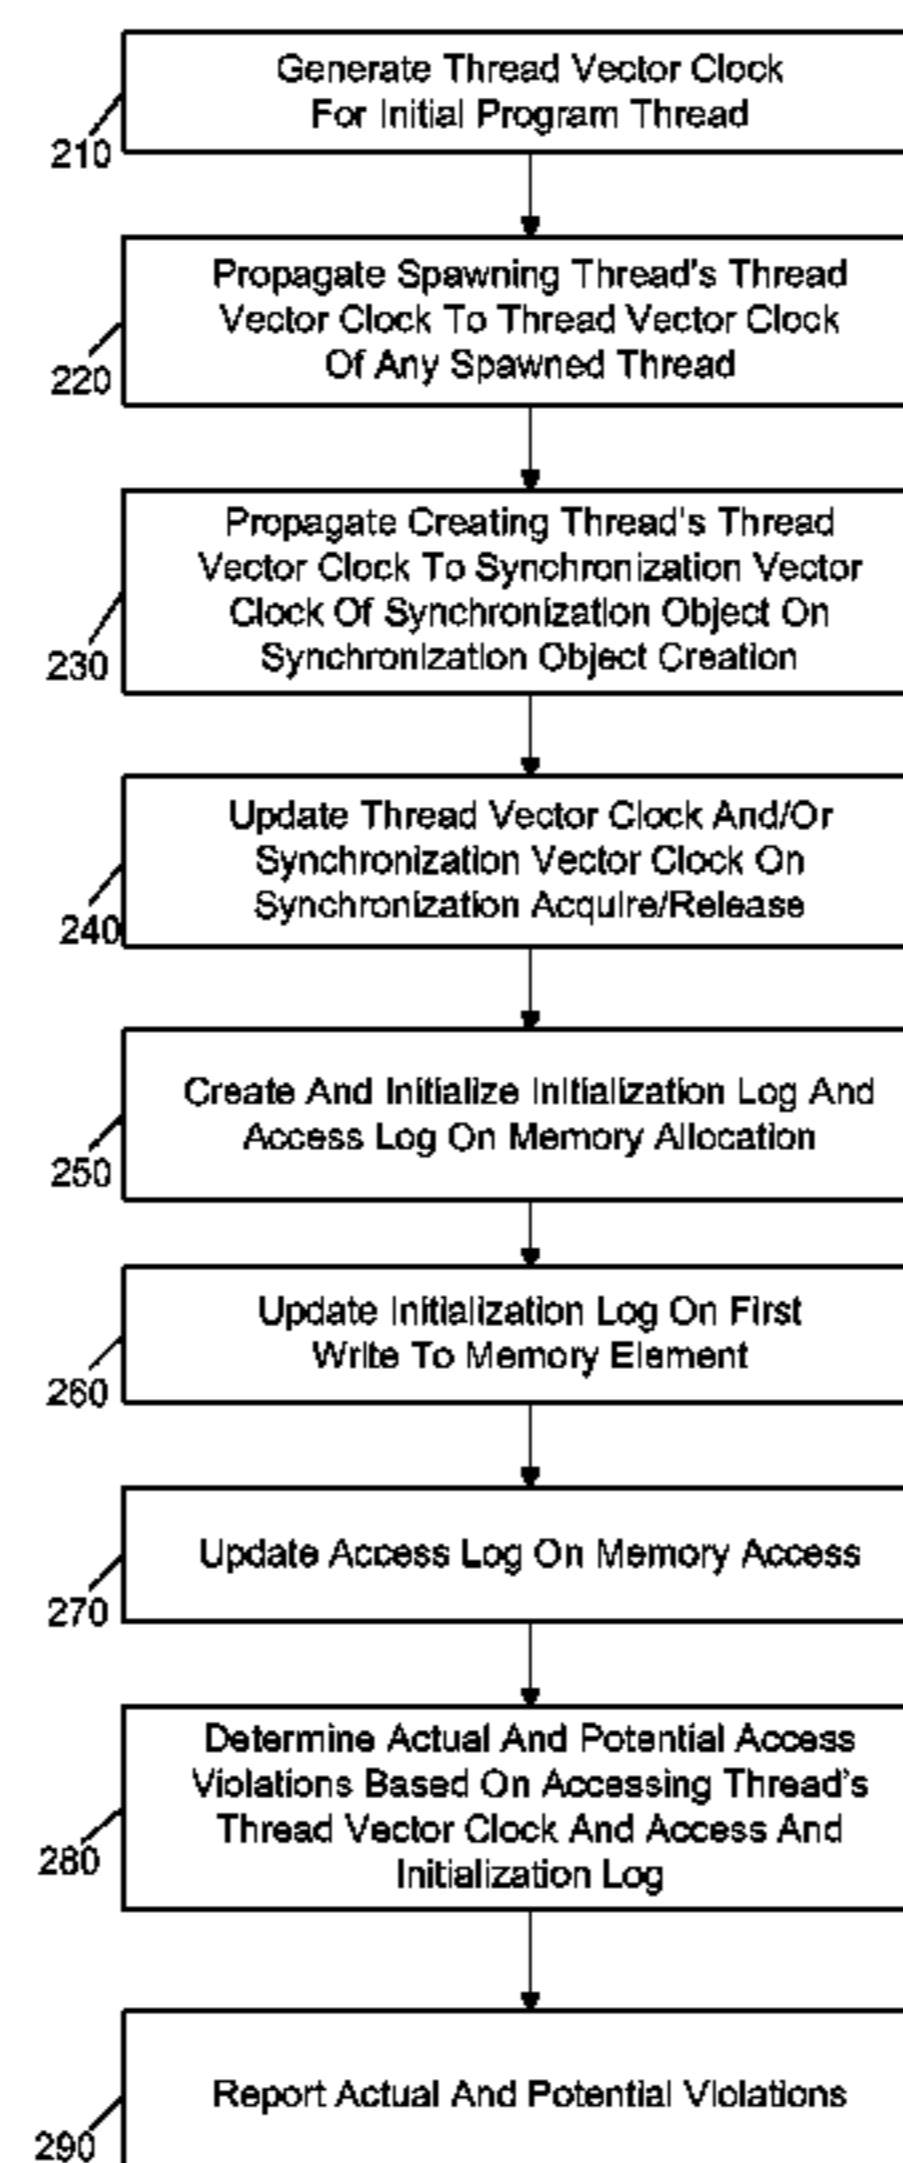 Generate Thread Vector Clock
For Initial Program Thread
210
Propagate Spawning Thread's Thread
Vector Clock To Thread Vector Clock
Of Any Spawned Thread
220
Propagate Creating Thread's Thread
Vector Clock To Synchronization Vector
Clock Of Synchronization Object On
Synchronization Object Creation
230
Update Thread Vector Clock And/Or
Synchronization Vector Clock On
Synchronization Acquire/Release
240
Create And Initialize Initialization Log And
Access Log On Memory Allocation
250
Update Initialization Log On First
Write To Memory Element
260
Update Access Log On Memory Access
270
Determine Actual And Potential Access
Violations Based On Accessing Thread's
Thread Vector Clock And Access And
Initialization Log
280
Report Actual And Potential Violations
290